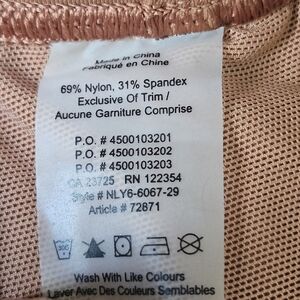 Made in China
Fabriqué en Chine
69% Nylon, 31% Spandex
Exclusive Of Trim /
Aucune Garniture Comprise
P.O. # 4500103201
P.O. # 4500103202
P.O. # 4500103203
CA 23725 RN 122354
Style # NLY6-6067-29
Article # 72871
Wash With Like Colours
Laver Avec Des Couleurs Semblables